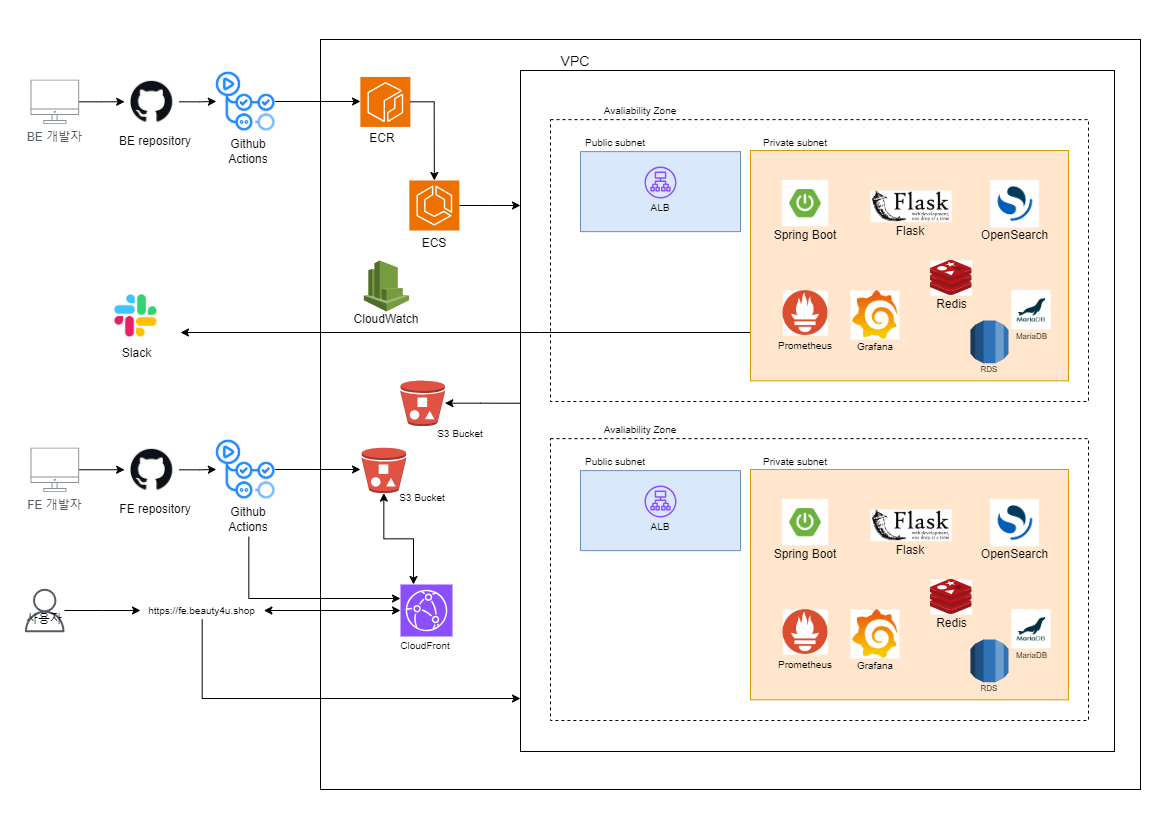 VPC
BE 개발자
BE repository
Github
Actions
ECR
ECS
CloudWatch
Slack
S3 Bucket
FE 개발자
FE repository
Github
Actions
S3 Bucket
사용자
https://fe.beauty4u.shop
CloudFront
Avaliability Zone
Public subnet
ALB
Private subnet
Spring Boot
Flask
web development,
one drop at a time
Flask
OpenSearch
Redis
Prometheus
Grafana
MariaDB
MariaDB
RDS
Avaliability Zone
Public subnet
ALB
Private subnet
Spring Boot
Flask
web development,
one drop at a time
Flask
OpenSearch
Redis
Prometheus
Grafana
MariaDB
MariaDB
RDS